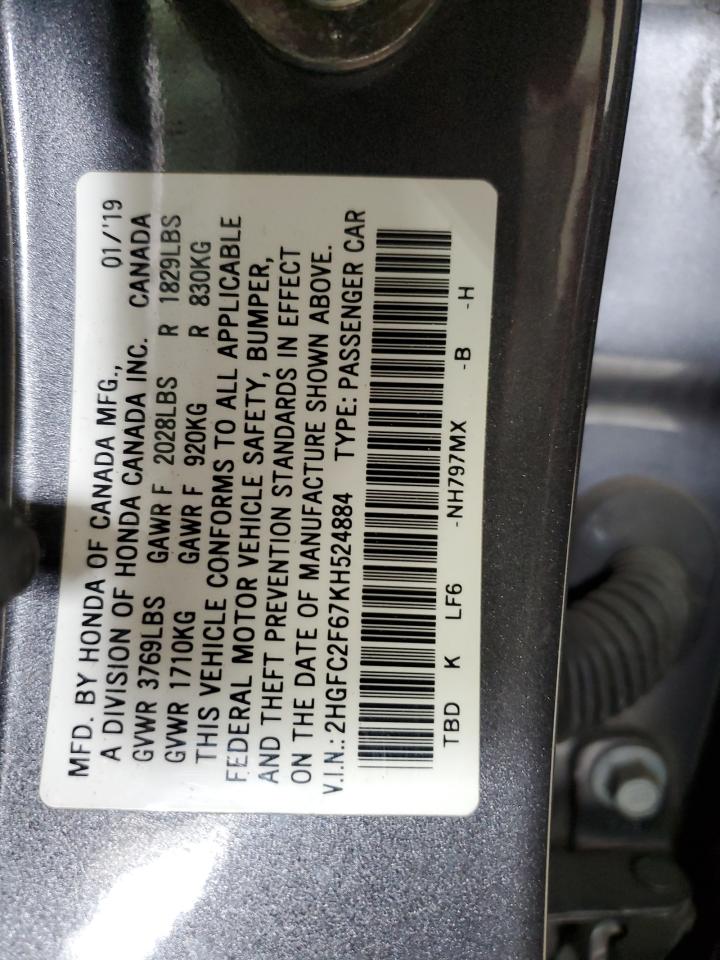 MFD. BY HONDA OF CANADA MFG., 01/'19
A DIVISION OF HONDA CANADA INC. CANADA
GVWR 3769LBS GAWR F 2028LBS R 1829LBS
GVWR 1710KG GAWR F 920KG R 830KG
THIS VEHICLE CONFORMS TO ALL APPLICABLE
FEDERAL MOTOR VEHICLE SAFETY, BUMPER,
AND THEFT PREVENTION STANDARDS IN EFFECT
ON THE DATE OF MANUFACTURE SHOWN ABOVE.
V.I.N.: 2HGFC2F67KH524884 TYPE: PASSENGER CAR
TBD K LF6 -NH797MX -B -H